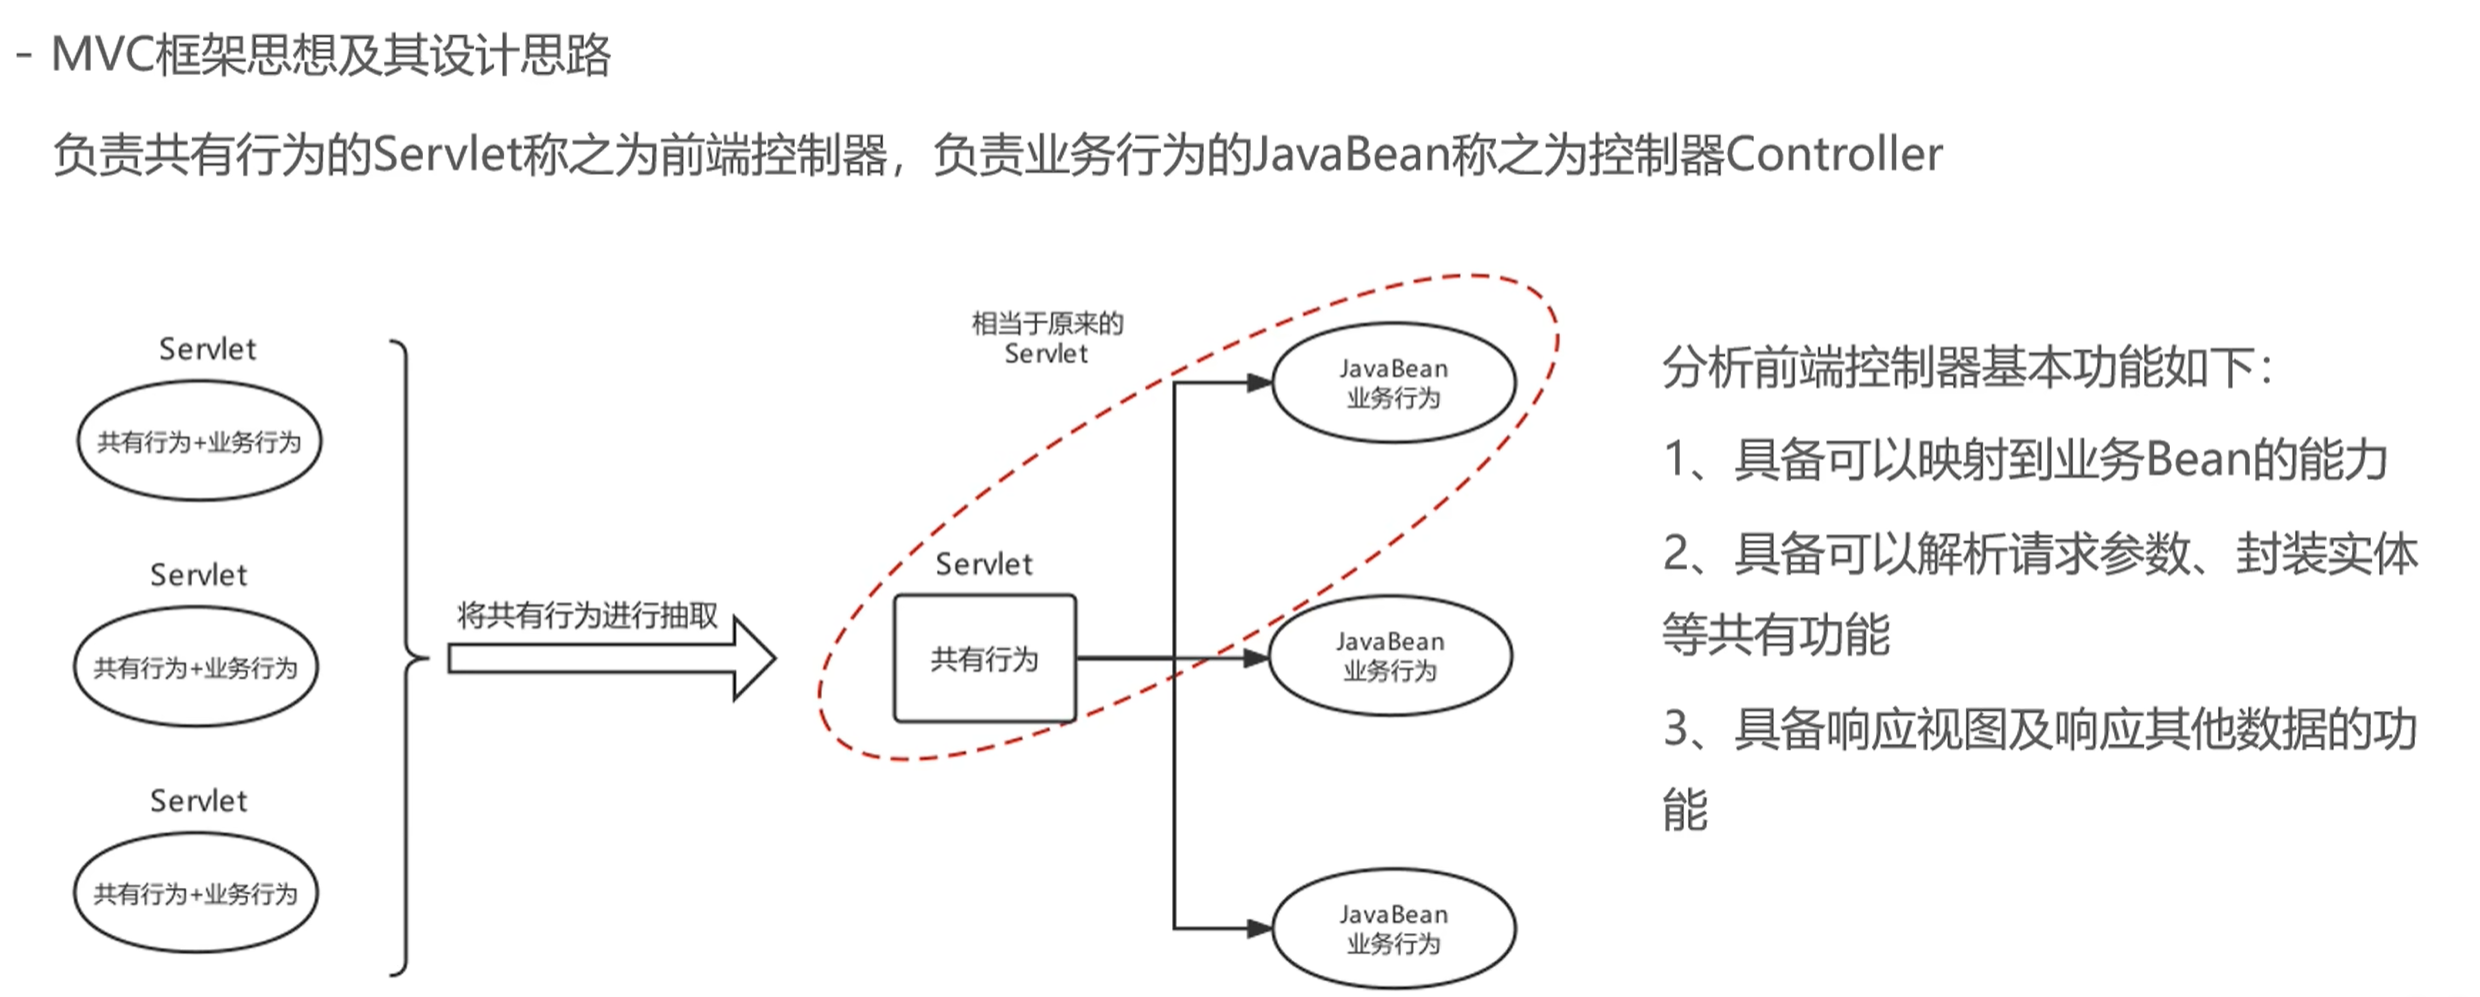 - MVC框架思想及其设计思路
负责共有行为的Servlet称之为前端控制器，负责业务行为的JavaBean称之为控制器Controller
Servlet
共有行为+业务行为
Servlet
共有行为+业务行为
Servlet
共有行为+业务行为
将共有行为进行抽取
相当于原来的
Servlet
Servlet
共有行为
JavaBean
业务行为
JavaBean
业务行为
JavaBean
业务行为
分析前端控制器基本功能如下：
1、具备可以映射到业务Bean的能力
2、具备可以解析请求参数、封装实体
等共有功能
3、具备响应视图及响应其他数据的功
能